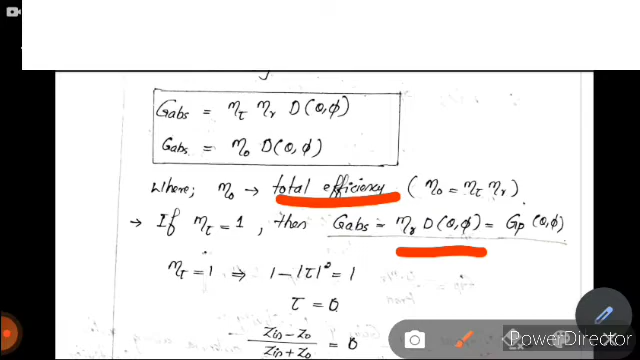 Gabs = ητ ηr D(θ,ϕ)
Gabs = η0 D(θ,ϕ)
where; η0 → total efficiency (η0 = ητ ηr).
→ If ητ = 1, then Gabs = ηr D(θ,ϕ) = Gp(θ,ϕ)
ητ = 1 ⇒ 1 - |τ|² = 1
τ = 0
Zin - Z0 / Zin + Z0 = 0
PowerDirector